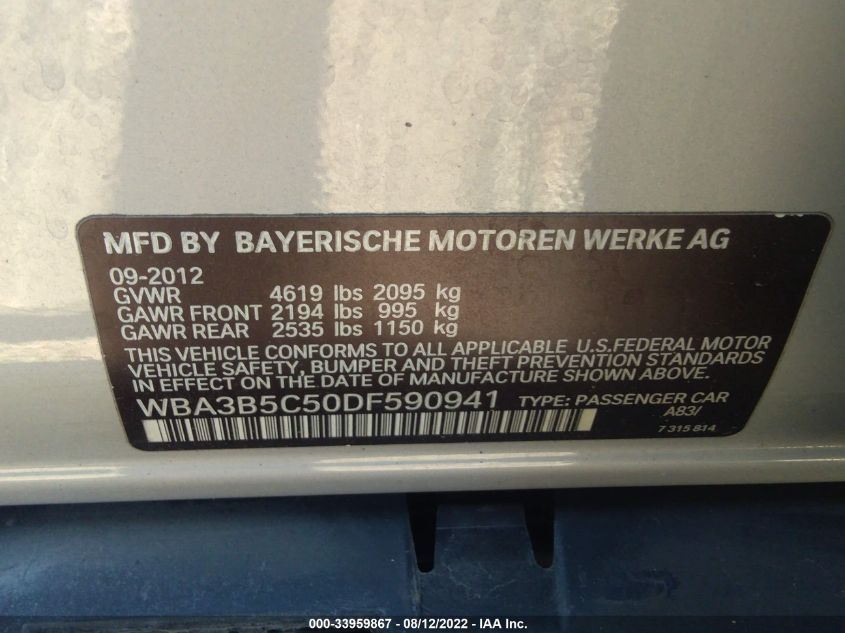 MFD BY BAYERISCHE MOTOREN WERKE AG
09-2012
GVWR 4619 lbs 2095 kg
GAWR FRONT 2194 lbs 995 kg
GAWR REAR 2535 lbs 1150 kg
THIS VEHICLE CONFORMS TO ALL APPLICABLE U.S.FEDERAL MOTOR
VEHICLE SAFETY, BUMPER AND THEFT PREVENTION STANDARDS
IN EFFECT ON THE DATE OF MANUFACTURE SHOWN ABOVE.
WBA3B5C50DF590941 TYPE: PASSENGER CAR
A83/
7 315 814
000-33959867 - 08/12/2022 - IAA Inc.